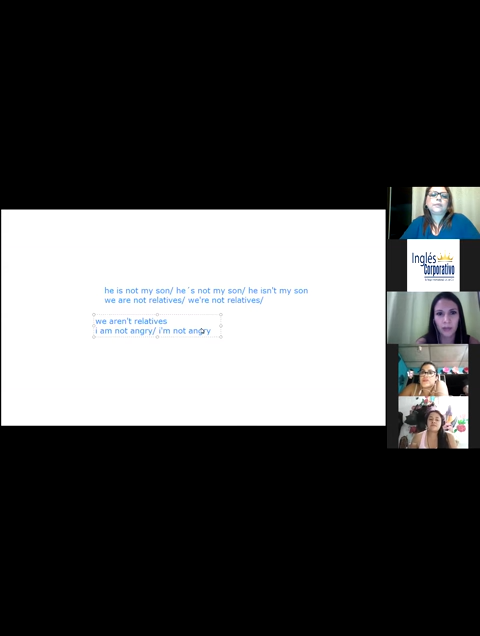 he is not my son/ he´s not my son/ he isn't my son
we are not relatives/ we're not relatives/
we aren't relatives
i am not angry/ i'm not angry
Inglés
Corporativo